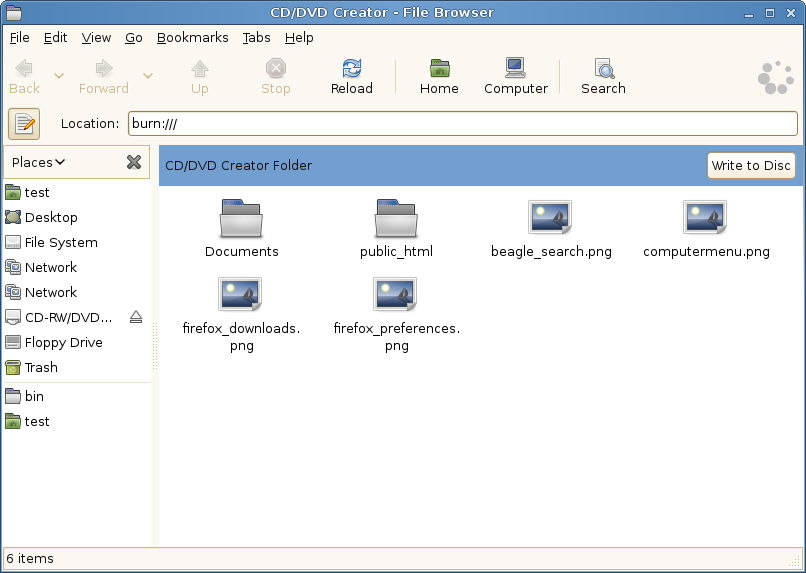 CD/DVD Creator - File Browser
File Edit View Go Bookmarks Tabs Help
Back Forward Up Stop Reload Home Computer Search
Location: burn:///
Places
CD/DVD Creator Folder
Write to Disc
test
Desktop
File System
Network
Network
CD-RW/DVD...
Floppy Drive
Trash
bin
test
Documents
public_html
beagle_search.png
computermenu.png
firefox_downloads.
png
firefox_preferences.
png
6 items